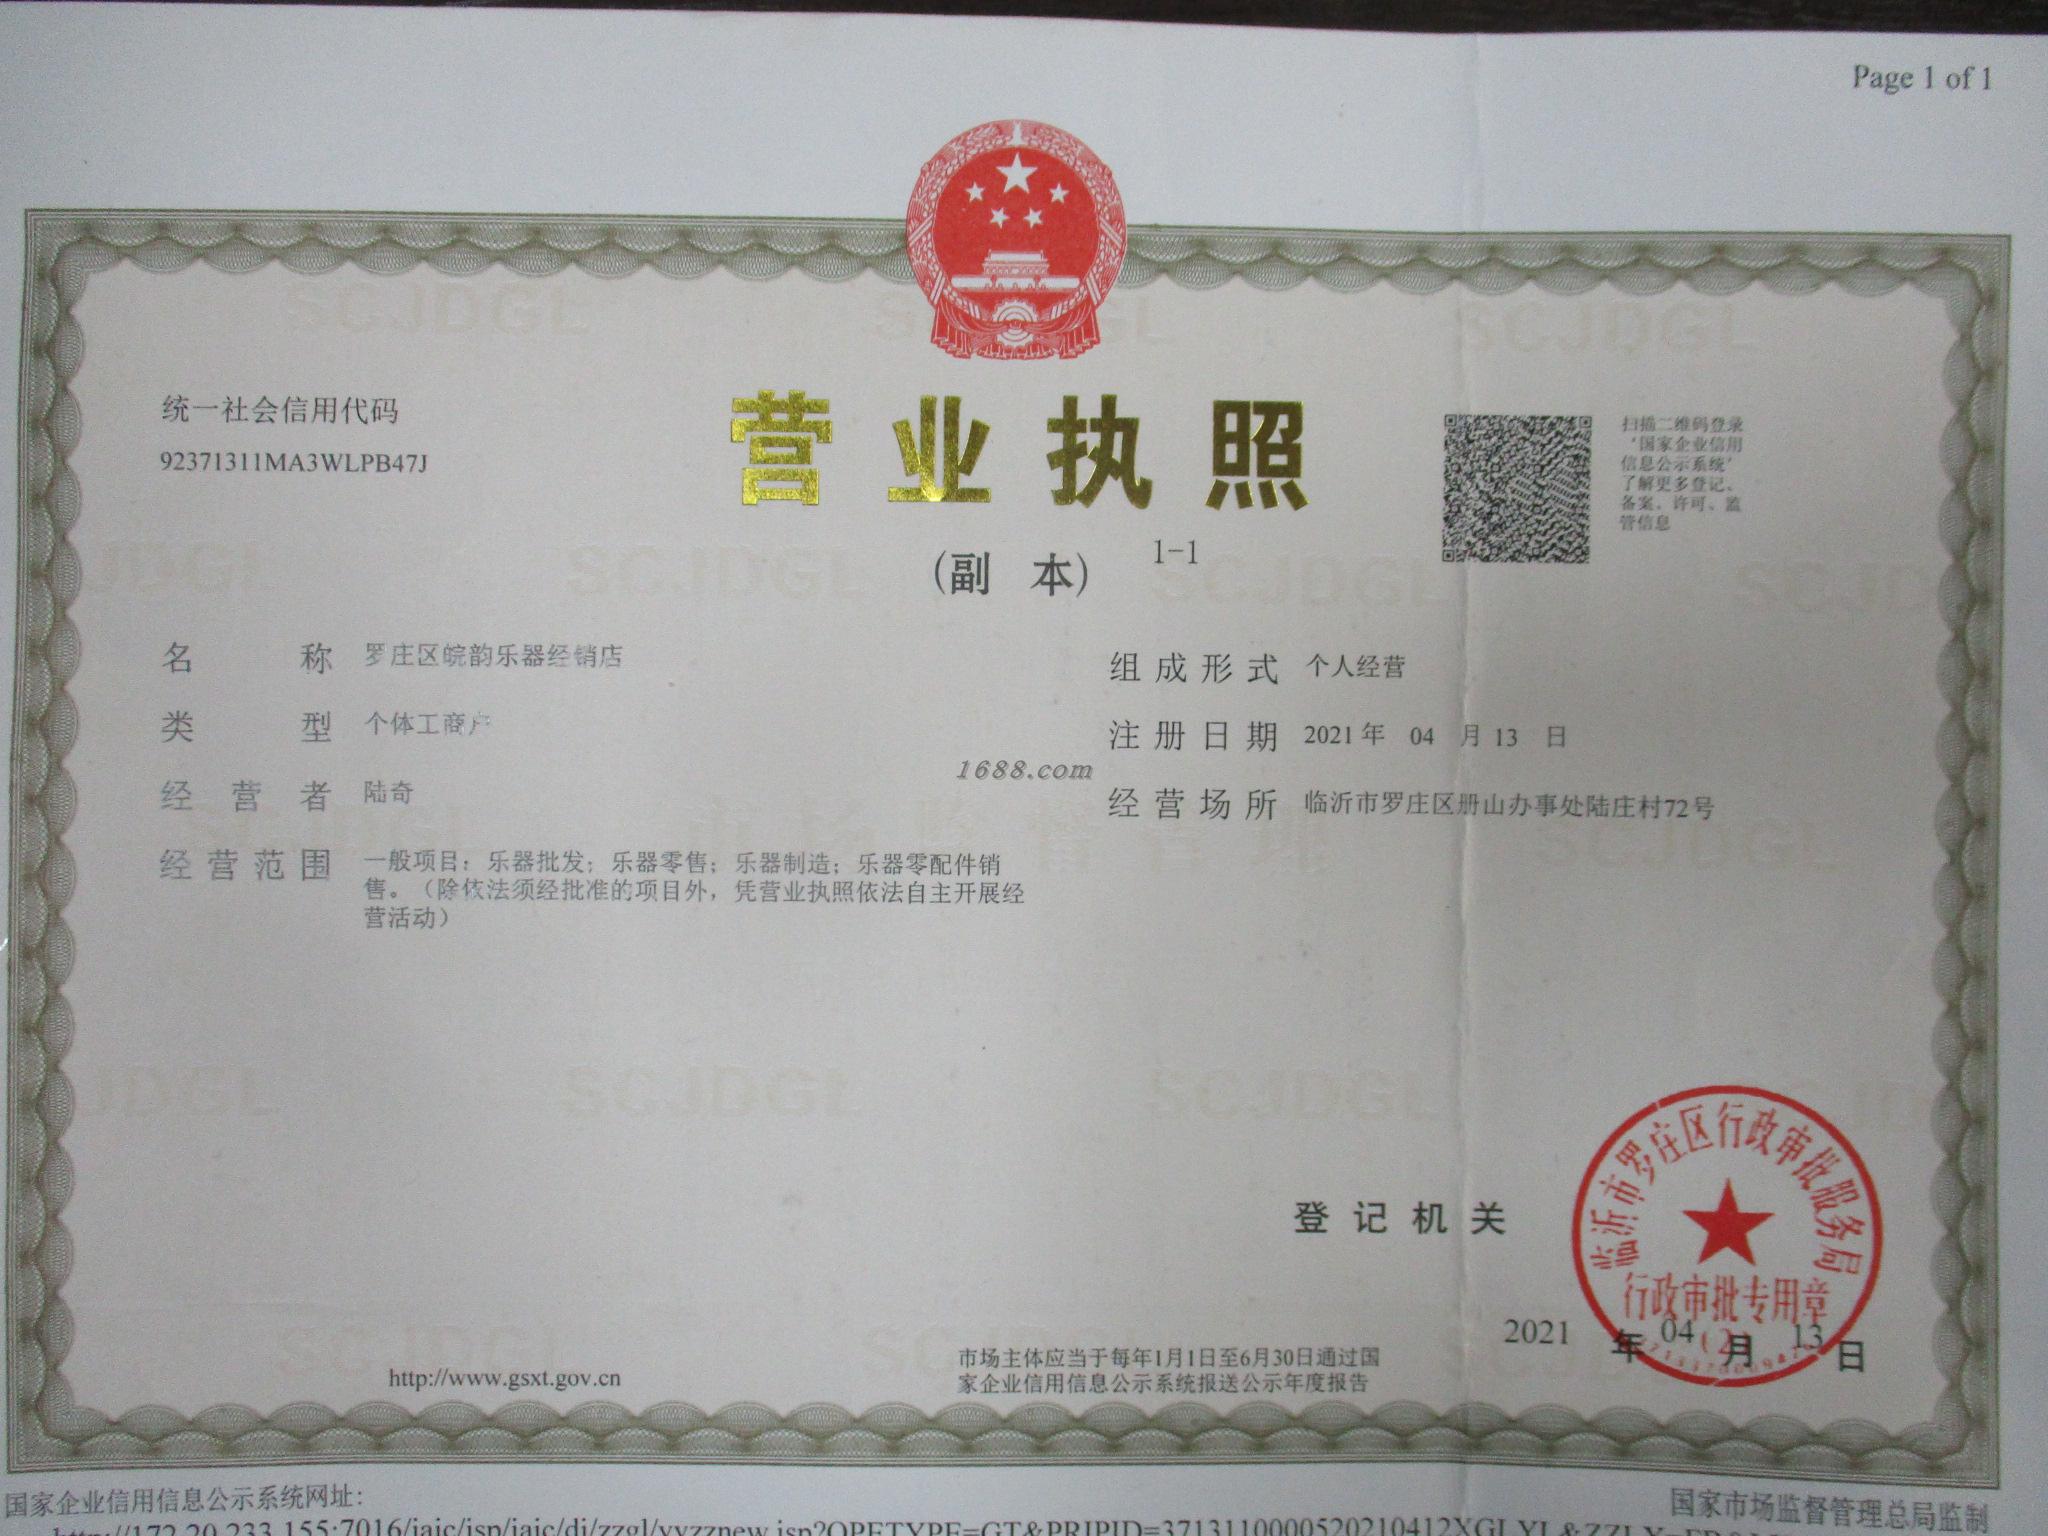 Page 1 of 1
统一社会信用代码
92371311MA3WLPB47J
营业执照
(副 本) 1-1
扫描二维码登录
‘国家企业信用
信息公示系统’
了解更多登记、
备案、许可、监
管信息
名 称 罗庄区皖韵乐器经销店
类 型 个体工商户
经 营 者 陆奇
经营范围 一般项目：乐器批发；乐器零售；乐器制造；乐器零配件销
售。（除依法须经批准的项目外，凭营业执照依法自主开展经
营活动）
组成形式 个人经营
注册日期 2021年 04 月 13 日
经营场所 临沂市罗庄区册山办事处陆庄村72号
1688.com
登记机关
临沂市罗庄区行政审批服务局
行政审批专用章
(2)
2021 年 04 月 13 日
http://www.gsxt.gov.cn
市场主体应当于每年1月1日至6月30日通过国
家企业信用信息公示系统报送公示年度报告
国家企业信用信息公示系统网址:
国家市场监督管理总局监制
SCJDGL